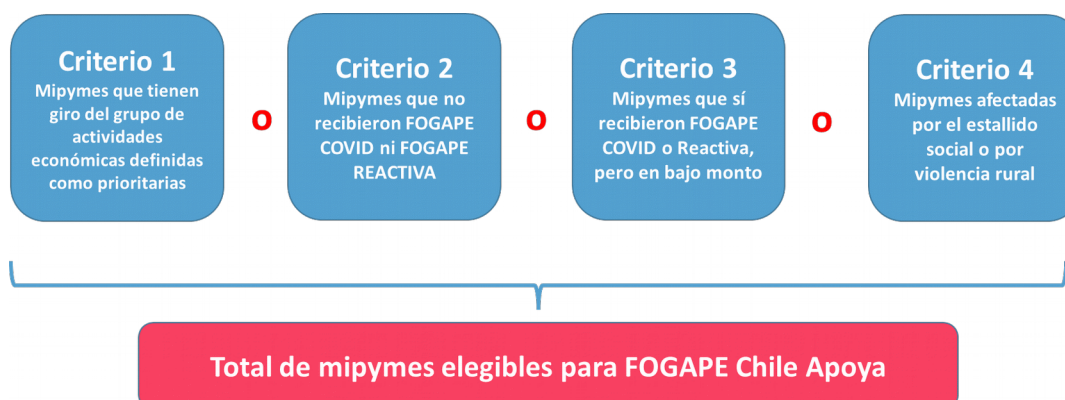 Criterio 1
Mipymes que tienen
giro del grupo de
actividades
económicas definidas
como prioritarias
o
Criterio 2
Mipymes que no
recibieron FOGAPE
COVID ni FOGAPE
REACTIVA
o
Criterio 3
Mipymes que sí
recibieron FOGAPE
COVID o Reactiva,
pero en bajo monto
o
Criterio 4
Mipymes afectadas
por el estallido
social o por
violencia rural
Total de mipymes elegibles para FOGAPE Chile Apoya